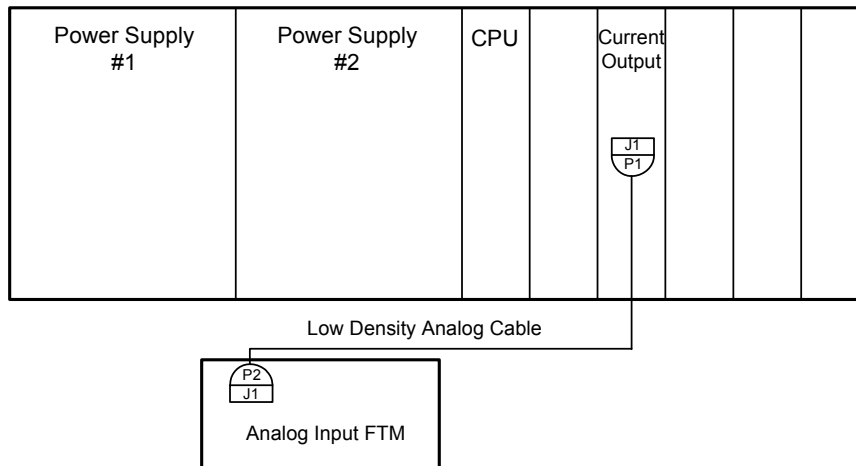 Power Supply
#1
Power Supply
#2
CPU
Current
Output
J1
P1
Low Density Analog Cable
P2
J1
Analog Input FTM